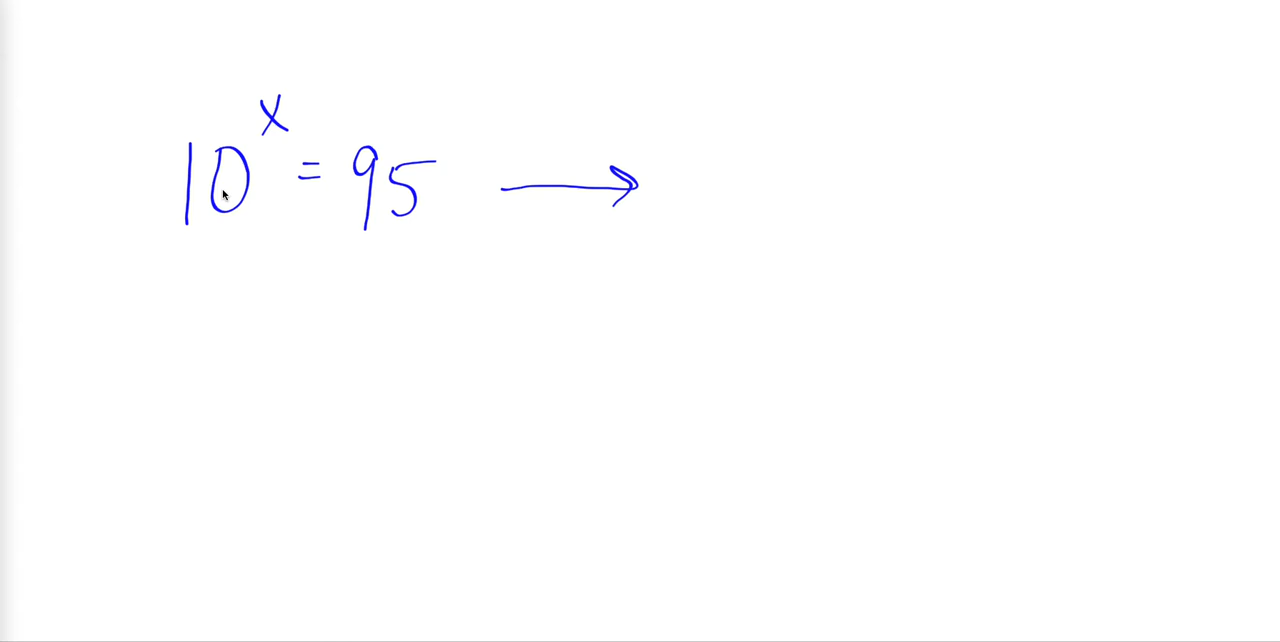 10^x = 95 →